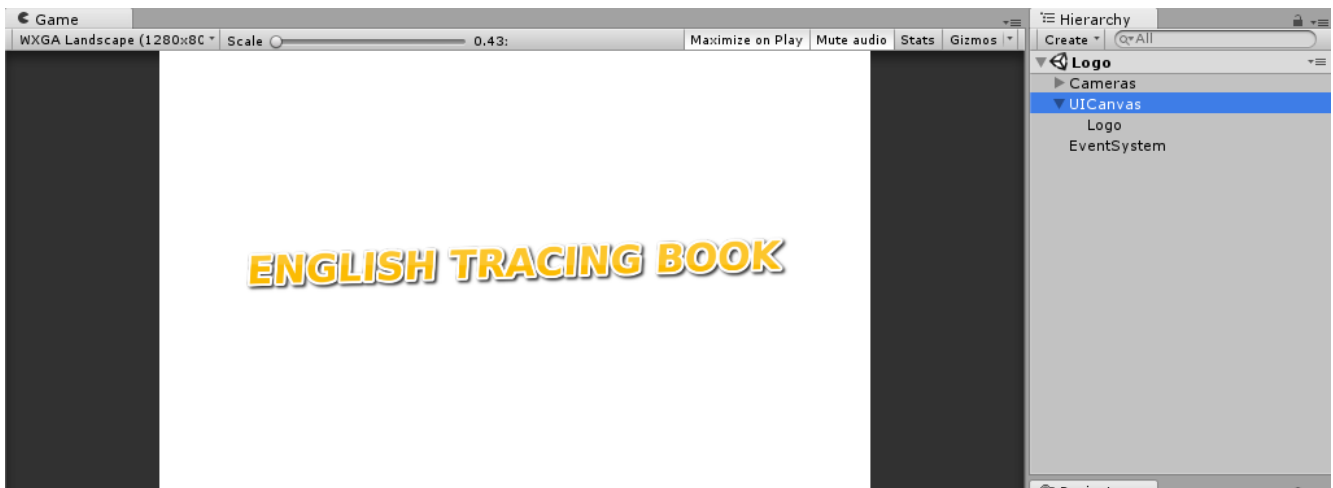 Game
Hierarchy
WXGA Landscape (1280x80
Scale
0.43:
Maximize on Play
Mute audio
Stats
Gizmos
Create
All
Logo
Cameras
UICanvas
Logo
EventSystem
ENGLISH TRACING BOOK